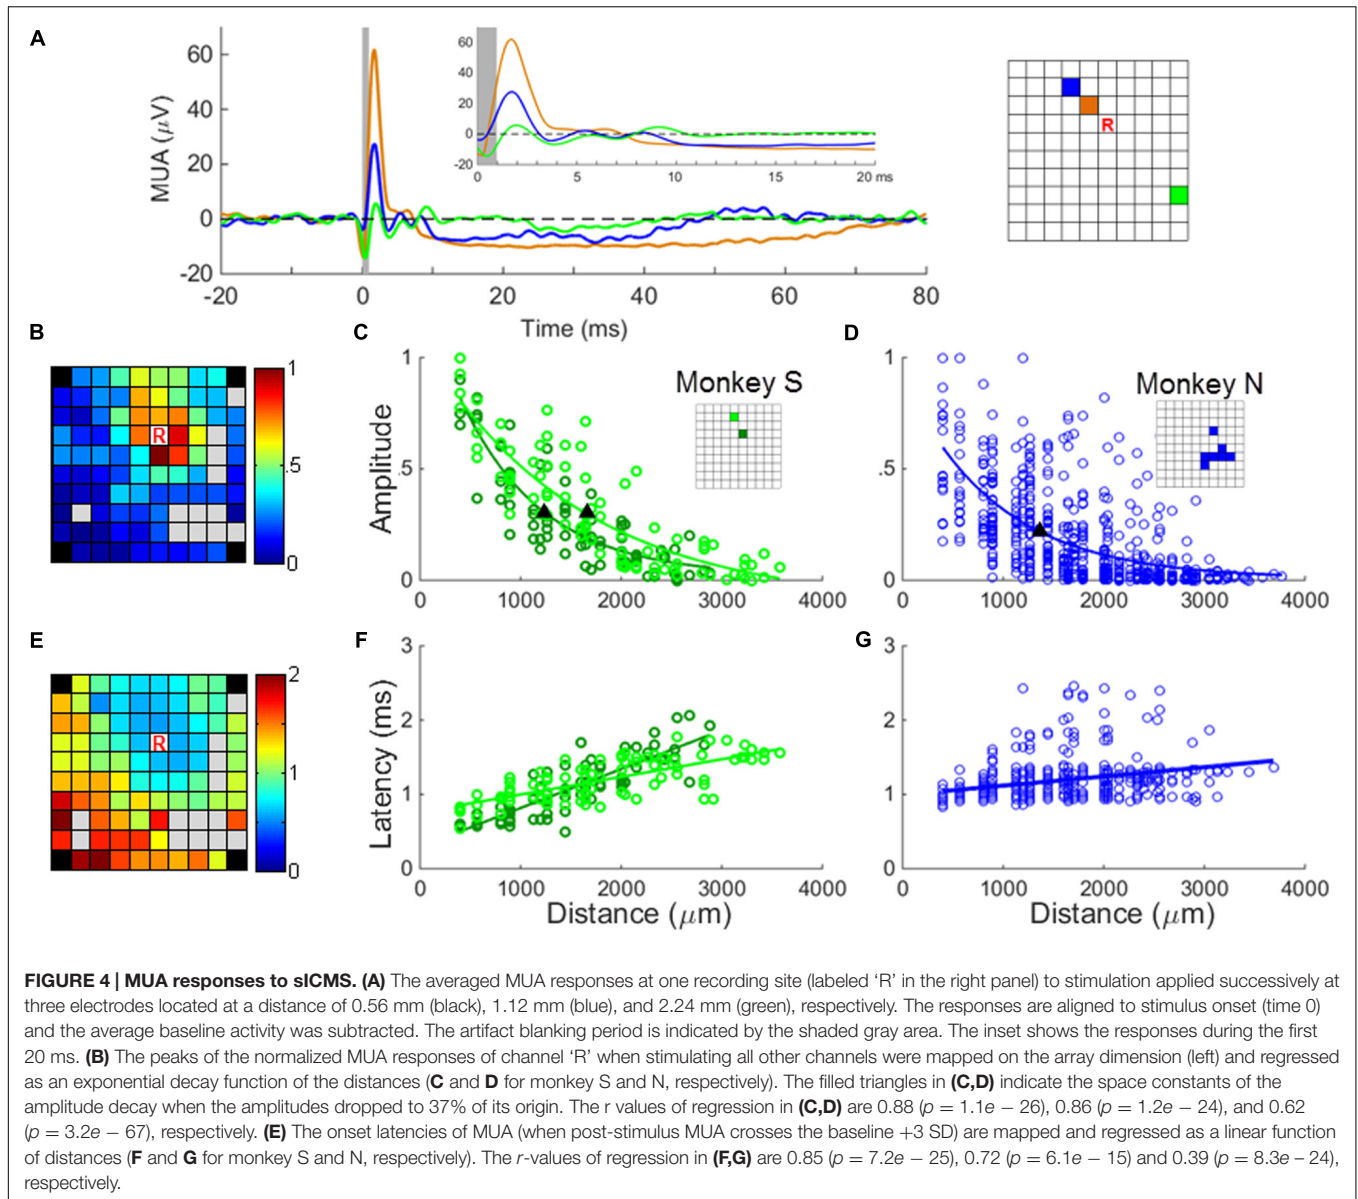 A
MUA (μV)
60
40
20
0
-20
-20
0
20
40
60
80
Time (ms)
60
40
20
0
-20
0
5
10
15
20 ms
R
B
R
1
.5
0
C
Monkey S
Amplitude
1
.5
0
0
1000
2000
3000
4000
D
Monkey N
1
.5
0
0
1000
2000
3000
4000
E
R
2
1
0
F
Latency (ms)
3
2
1
0
0
1000
2000
3000
4000
Distance (μm)
G
3
2
1
0
0
1000
2000
3000
4000
Distance (μm)
FIGURE 4 | MUA responses to sICMS. (A) The averaged MUA responses at one recording site (labeled ‘R’ in the right panel) to stimulation applied successively at
three electrodes located at a distance of 0.56 mm (black), 1.12 mm (blue), and 2.24 mm (green), respectively. The responses are aligned to stimulus onset (time 0)
and the average baseline activity was subtracted. The artifact blanking period is indicated by the shaded gray area. The inset shows the responses during the first
20 ms. (B) The peaks of the normalized MUA responses of channel ‘R’ when stimulating all other channels were mapped on the array dimension (left) and regressed
as an exponential decay function of the distances (C and D for monkey S and N, respectively). The filled triangles in (C,D) indicate the space constants of the
amplitude decay when the amplitudes dropped to 37% of its origin. The r values of regression in (C,D) are 0.88 (p = 1.1e − 26), 0.86 (p = 1.2e − 24), and 0.62
(p = 3.2e − 67), respectively. (E) The onset latencies of MUA (when post-stimulus MUA crosses the baseline +3 SD) are mapped and regressed as a linear function
of distances (F and G for monkey S and N, respectively). The r-values of regression in (F,G) are 0.85 (p = 7.2e − 25), 0.72 (p = 6.1e − 15) and 0.39 (p = 8.3e – 24),
respectively.